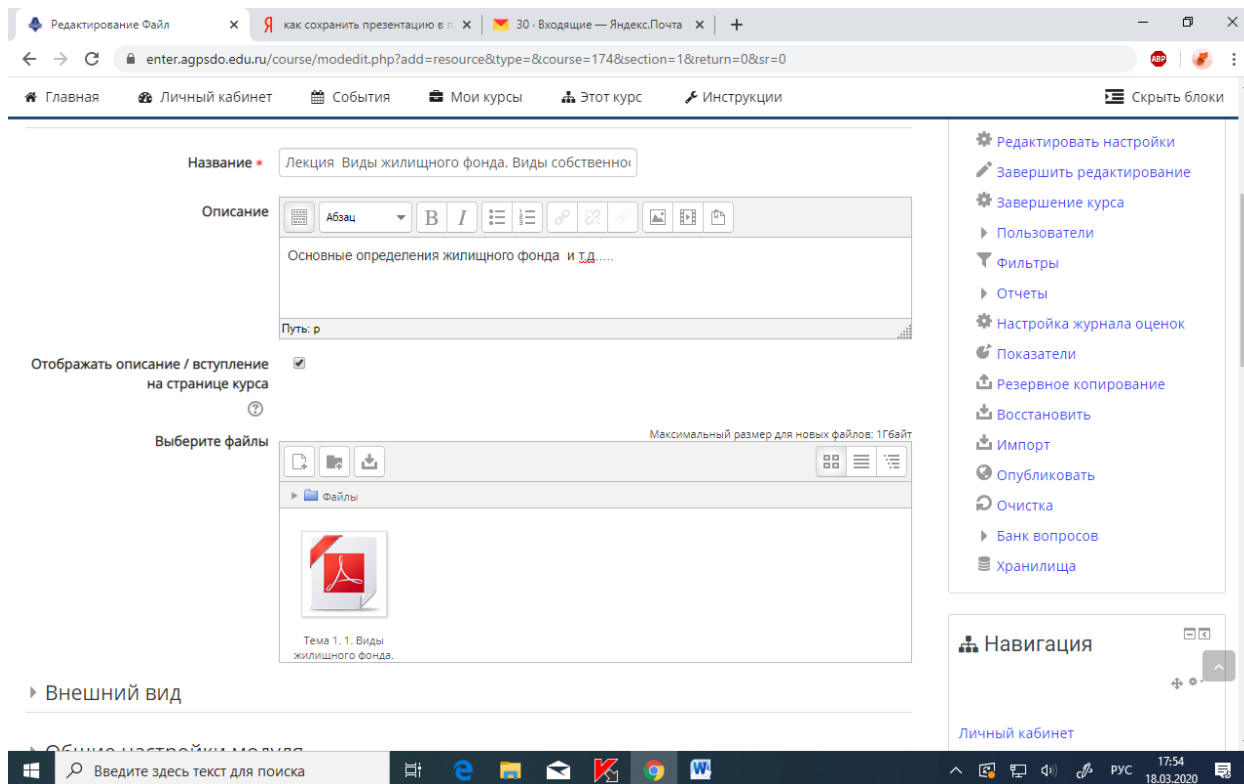 Редактирование Файл
как сохранить презентацию в п
30 · Входящие — Яндекс.Почта
enter.agpsdo.edu.ru/course/modedit.php?add=resource&type=&course=174&section=1&return=0&sr=0
ABP
Главная Личный кабинет События Мои курсы Этот курс Инструкции Скрыть блоки
Название * Лекция Виды жилищного фонда. Виды собственнос
Описание
Абзац B I
Основные определения жилищного фонда и т.д.....
Путь: p
Отображать описание / вступление
на странице курса
Выберите файлы
Максимальный размер для новых файлов: 1Гбайт
Файлы
Тема 1. 1. Виды
жилищного фонда.
Внешний вид
Общие настройки модуля
Редактировать настройки
Завершить редактирование
Завершение курса
Пользователи
Фильтры
Отчеты
Настройка журнала оценок
Показатели
Резервное копирование
Восстановить
Импорт
Опубликовать
Очистка
Банк вопросов
Хранилища
Навигация
Личный кабинет
Введите здесь текст для поиска
РУС
17:54
18.03.2020